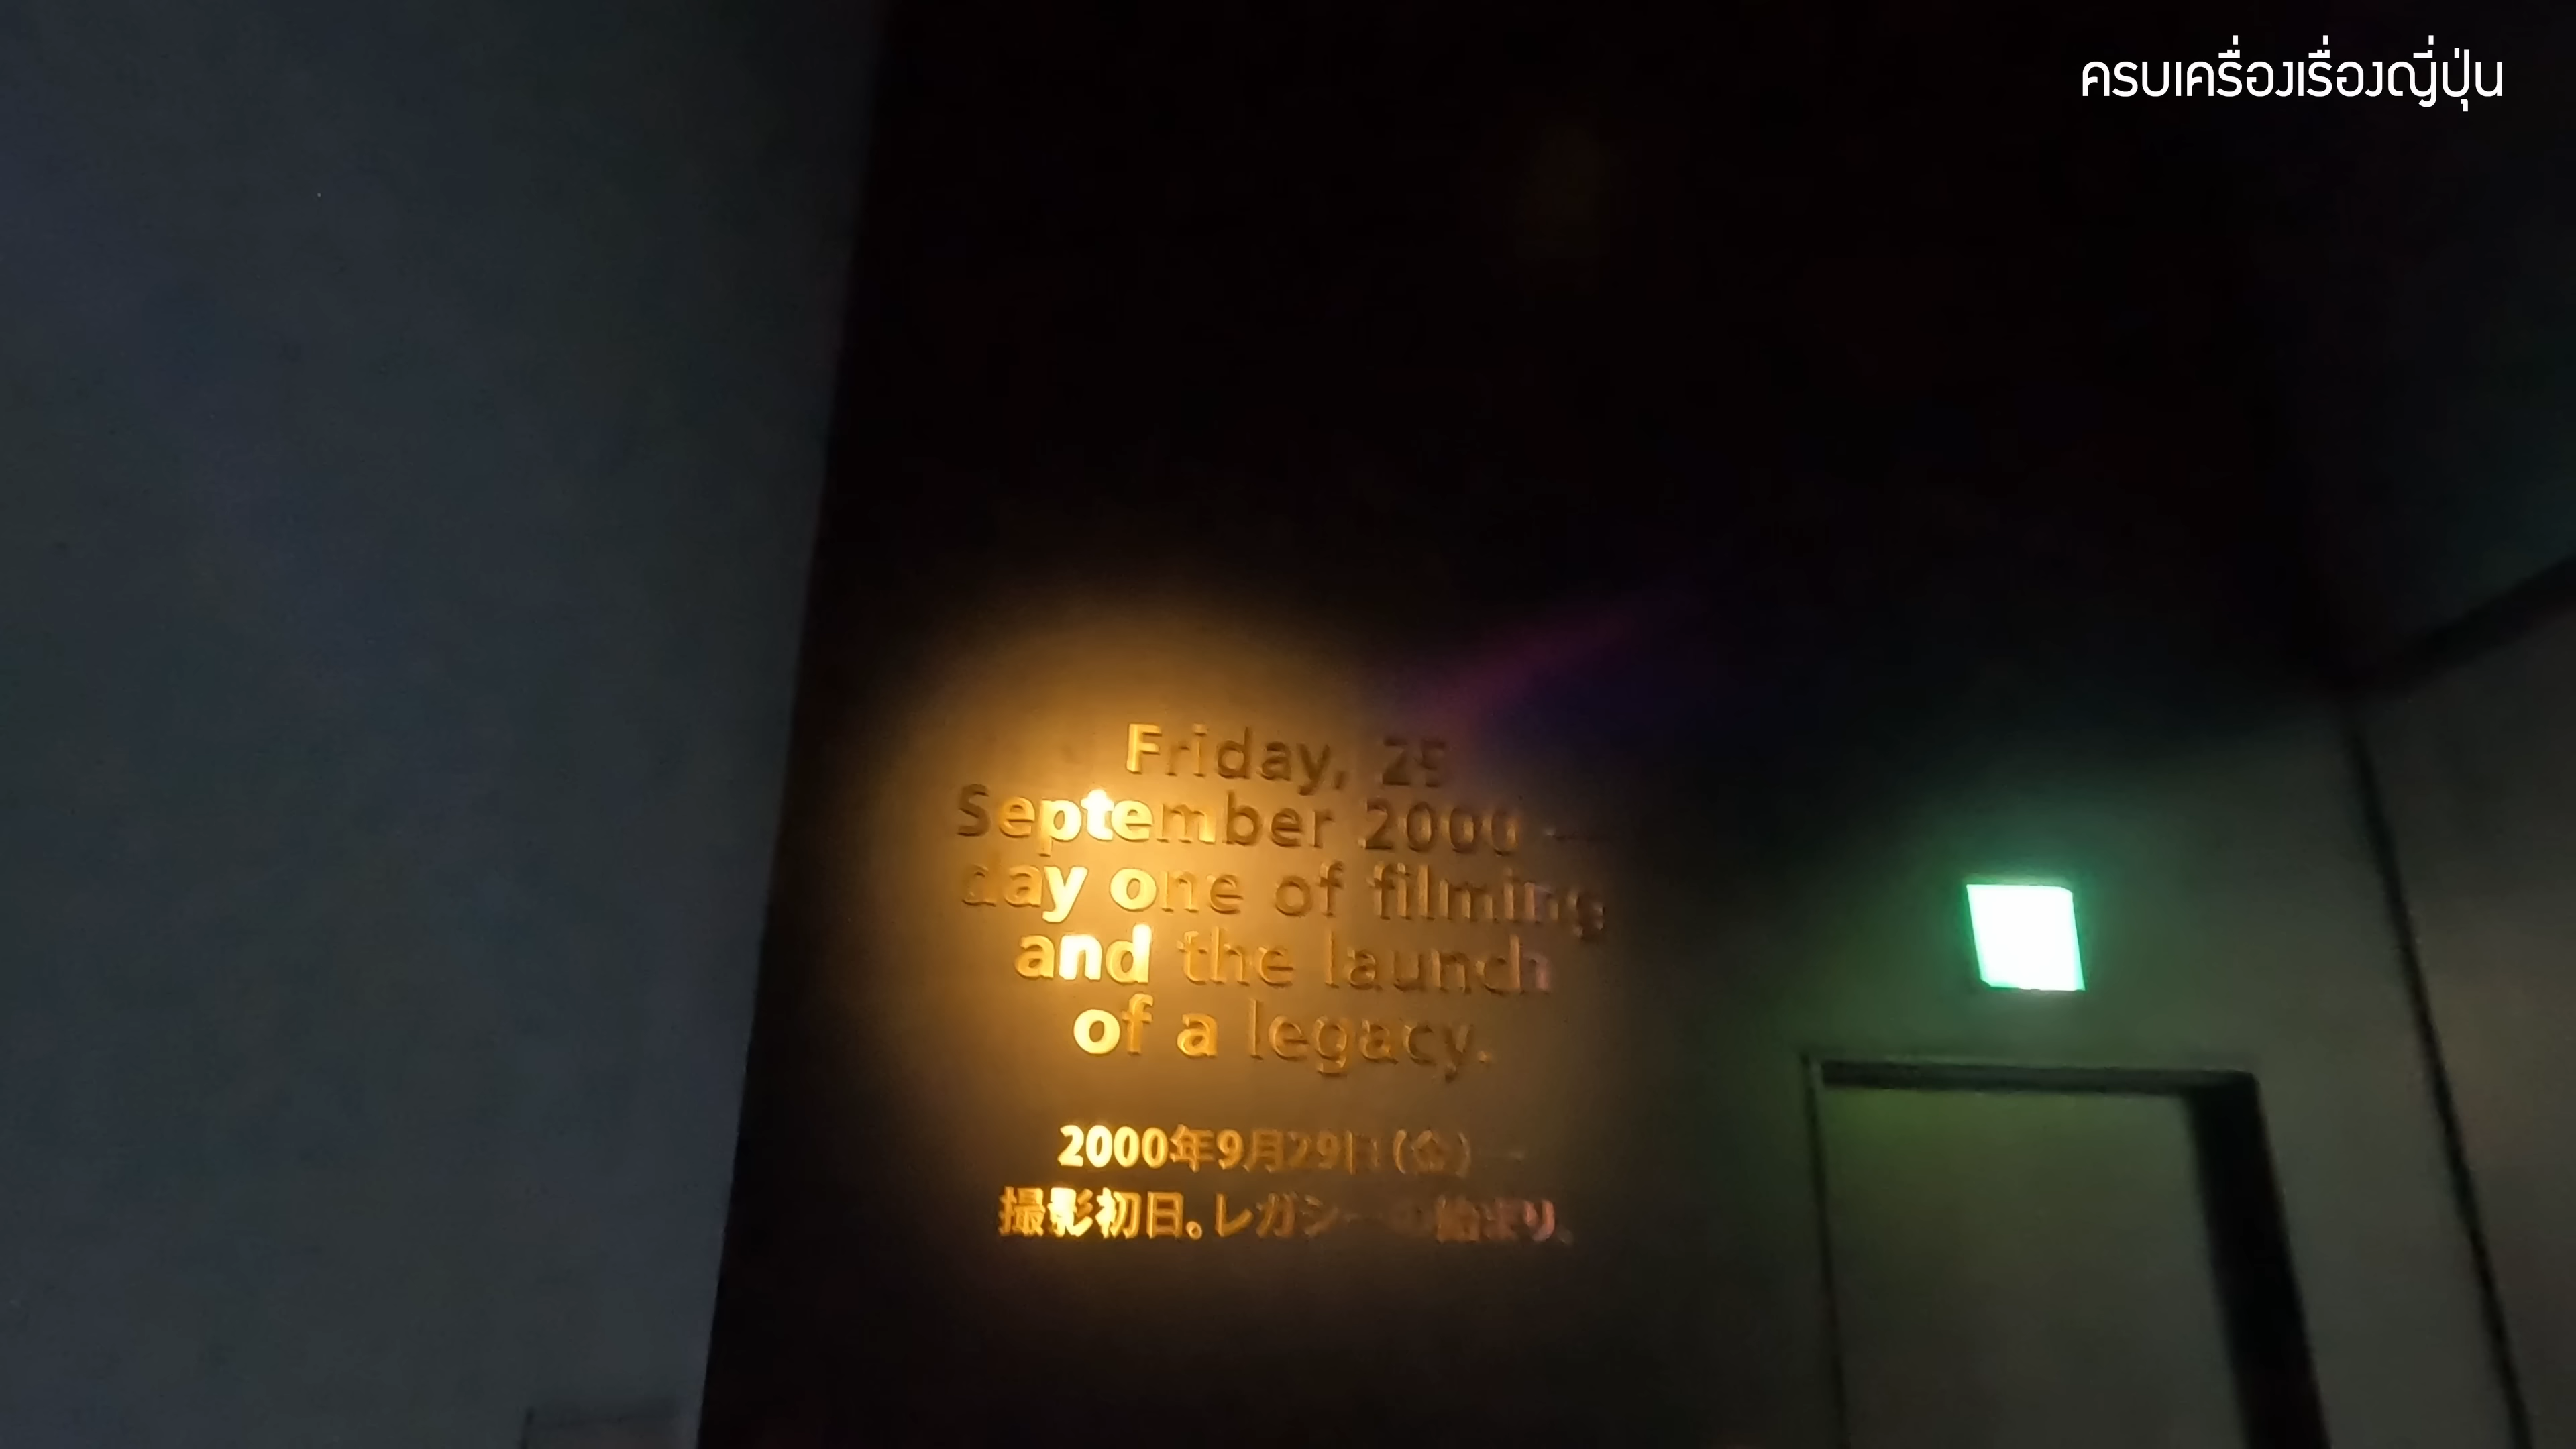 ครบเครื่องเรื่องญี่ปุ่น
Friday, 29
September 2000 —
day one of filming
and the launch
of a legacy.
2000年9月29日(金)—
撮影初日。レガシーの始まり。